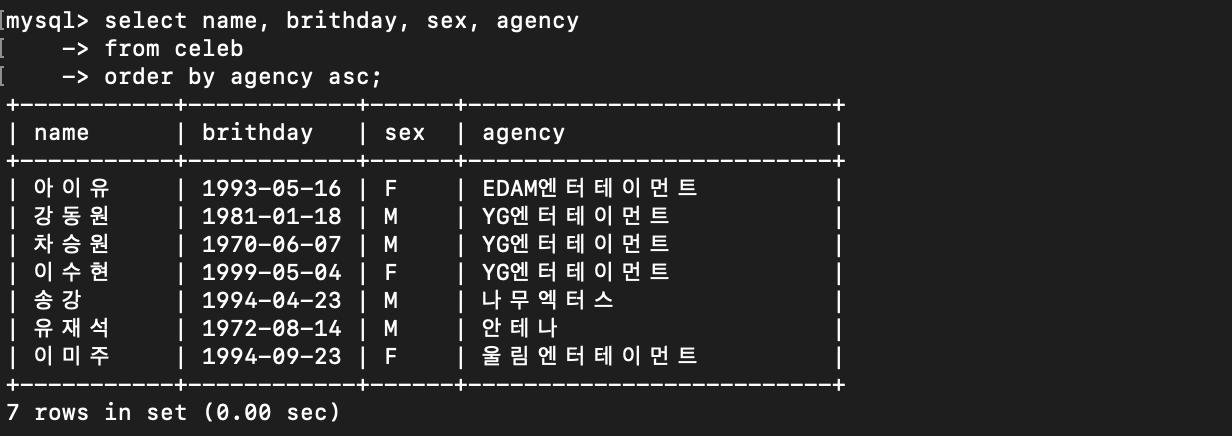 mysql> select name, brithday, sex, agency
    -> from celeb
    -> order by agency asc;
+-----------+------------+------+--------------------------+
| name      | brithday   | sex  | agency                   |
+-----------+------------+------+--------------------------+
| 아이유    | 1993-05-16 | F    | EDAM엔터테이먼트         |
| 강동원    | 1981-01-18 | M    | YG엔터테이먼트           |
| 차승원    | 1970-06-07 | M    | YG엔터테이먼트           |
| 이수현    | 1999-05-04 | F    | YG엔터테이먼트           |
| 송강      | 1994-04-23 | M    | 나무엑터스               |
| 유재석    | 1972-08-14 | M    | 안테나                   |
| 이미주    | 1994-09-23 | F    | 울림엔터테이먼트         |
+-----------+------------+------+--------------------------+
7 rows in set (0.00 sec)